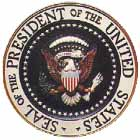 SEAL OF THE PRESIDENT OF THE UNITED STATES